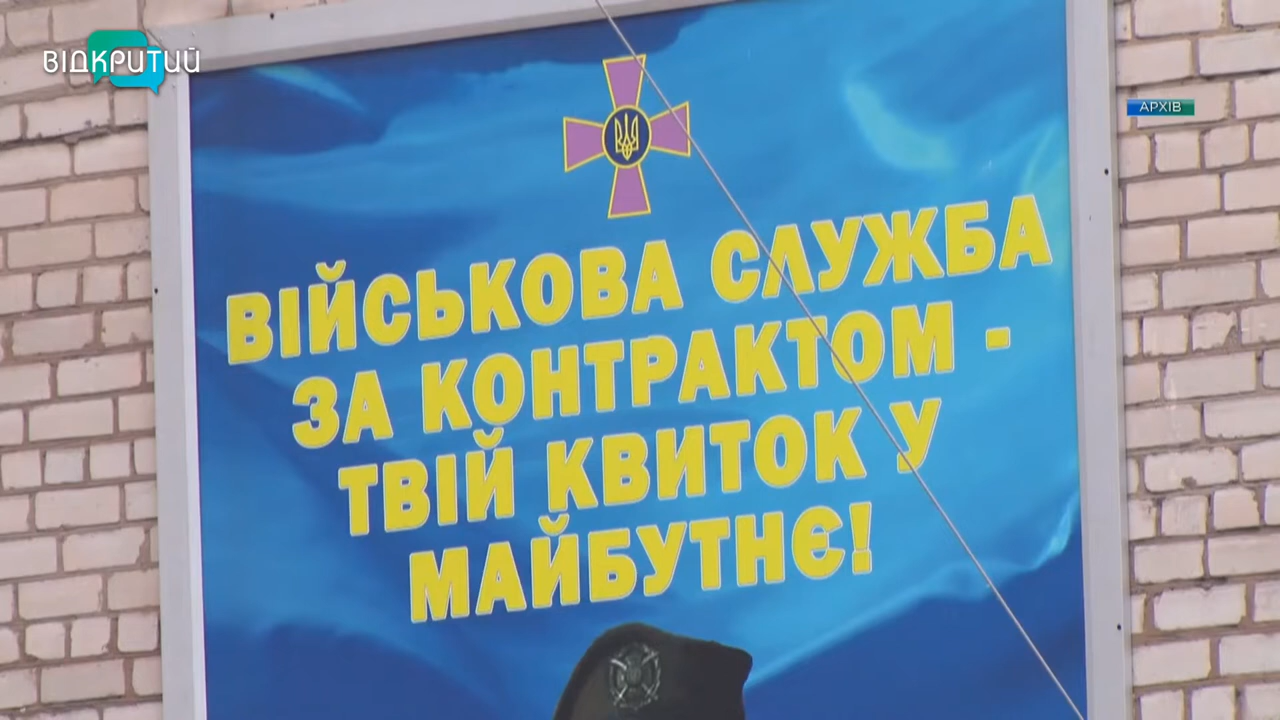 ВІДКРИТИЙ
АРХІВ
ВІЙСЬКОВА СЛУЖБА
ЗА КОНТРАКТОМ -
ТВІЙ КВИТОК У
МАЙБУТНЄ!